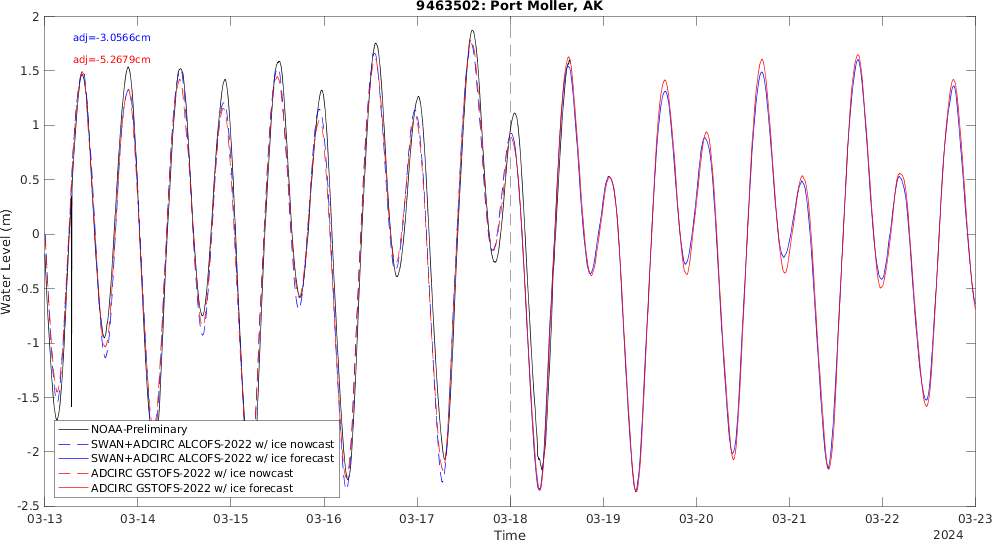 9463502: Port Moller, AK
adj=-3.0566cm
adj=-5.2679cm
2
1.5
1
0.5
0
-0.5
-1
-1.5
-2
-2.5
Water Level (m)
NOAA-Preliminary
SWAN+ADCIRC ALCOFS-2022 w/ ice nowcast
SWAN+ADCIRC ALCOFS-2022 w/ ice forecast
ADCIRC GSTOFS-2022 w/ ice nowcast
ADCIRC GSTOFS-2022 w/ ice forecast
03-13 03-14 03-15 03-16 03-17 03-18 03-19 03-20 03-21 03-22 03-23
Time
2024